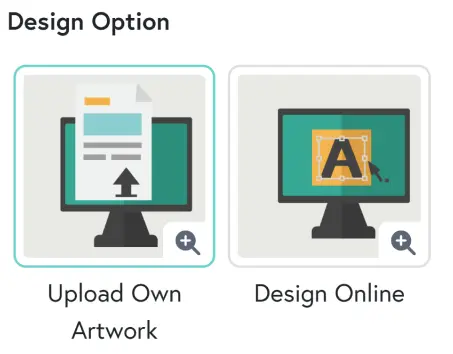 Design Option
A
Upload Own
Artwork
Design Online